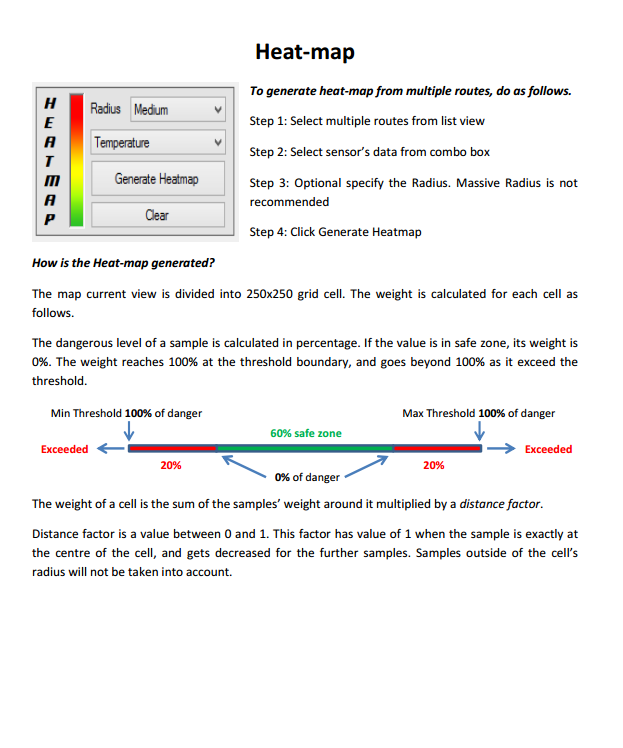 Heat-map
HEATMAP
Radius Medium
Temperature
Generate Heatmap
Clear
To generate heat-map from multiple routes, do as follows.
Step 1: Select multiple routes from list view
Step 2: Select sensor's data from combo box
Step 3: Optional specify the Radius. Massive Radius is not
recommended
Step 4: Click Generate Heatmap
How is the Heat-map generated?
The map current view is divided into 250x250 grid cell. The weight is calculated for each cell as
follows.
The dangerous level of a sample is calculated in percentage. If the value is in safe zone, its weight is
0%. The weight reaches 100% at the threshold boundary, and goes beyond 100% as it exceed the
threshold.
Min Threshold 100% of danger
Max Threshold 100% of danger
60% safe zone
Exceeded
Exceeded
20%
20%
0% of danger
The weight of a cell is the sum of the samples' weight around it multiplied by a distance factor.
Distance factor is a value between 0 and 1. This factor has value of 1 when the sample is exactly at
the centre of the cell, and gets decreased for the further samples. Samples outside of the cell's
radius will not be taken into account.